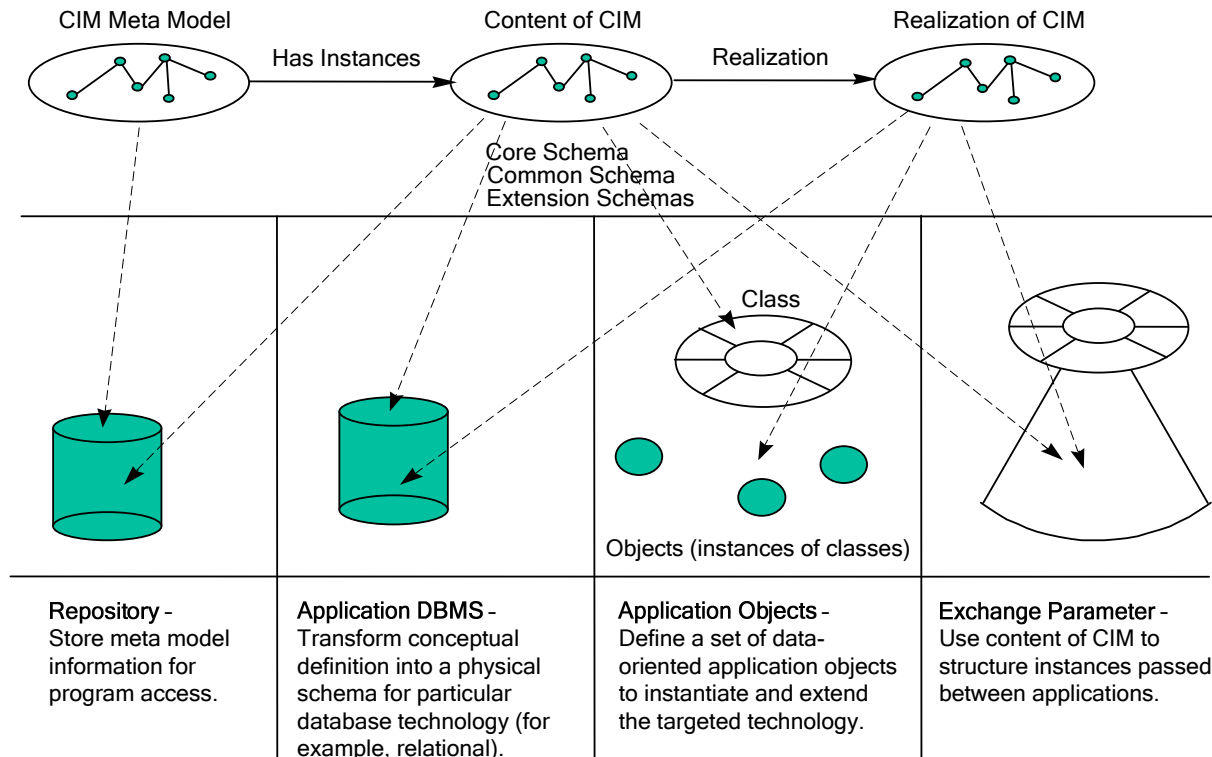 CIM Meta Model
Content of CIM
Realization of CIM
Has Instances
Realization
Core Schema
Common Schema
Extension Schemas
Class
Objects (instances of classes)
Repository -
Store meta model
information for
program access.
Application DBMS -
Transform conceptual
definition into a physical
schema for particular
database technology (for
example, relational).
Application Objects -
Define a set of data-
oriented application objects
to instantiate and extend
the targeted technology.
Exchange Parameter -
Use content of CIM to
structure instances passed
between applications.